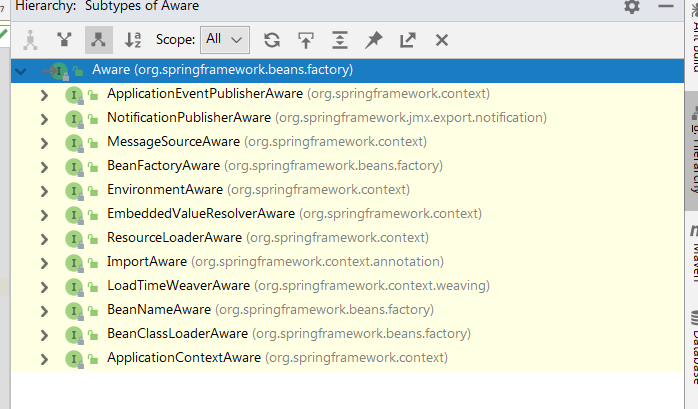 Hierarchy: Subtypes of Aware
Scope: All
Aware (org.springframework.beans.factory)
ApplicationEventPublisherAware (org.springframework.context)
NotificationPublisherAware (org.springframework.jmx.export.notification)
MessageSourceAware (org.springframework.context)
BeanFactoryAware (org.springframework.beans.factory)
EnvironmentAware (org.springframework.context)
EmbeddedValueResolverAware (org.springframework.context)
ResourceLoaderAware (org.springframework.context)
ImportAware (org.springframework.context.annotation)
LoadTimeWeaverAware (org.springframework.context.weaving)
BeanNameAware (org.springframework.beans.factory)
BeanClassLoaderAware (org.springframework.beans.factory)
ApplicationContextAware (org.springframework.context)
Ant Build
Hierarchy
Maven
Database